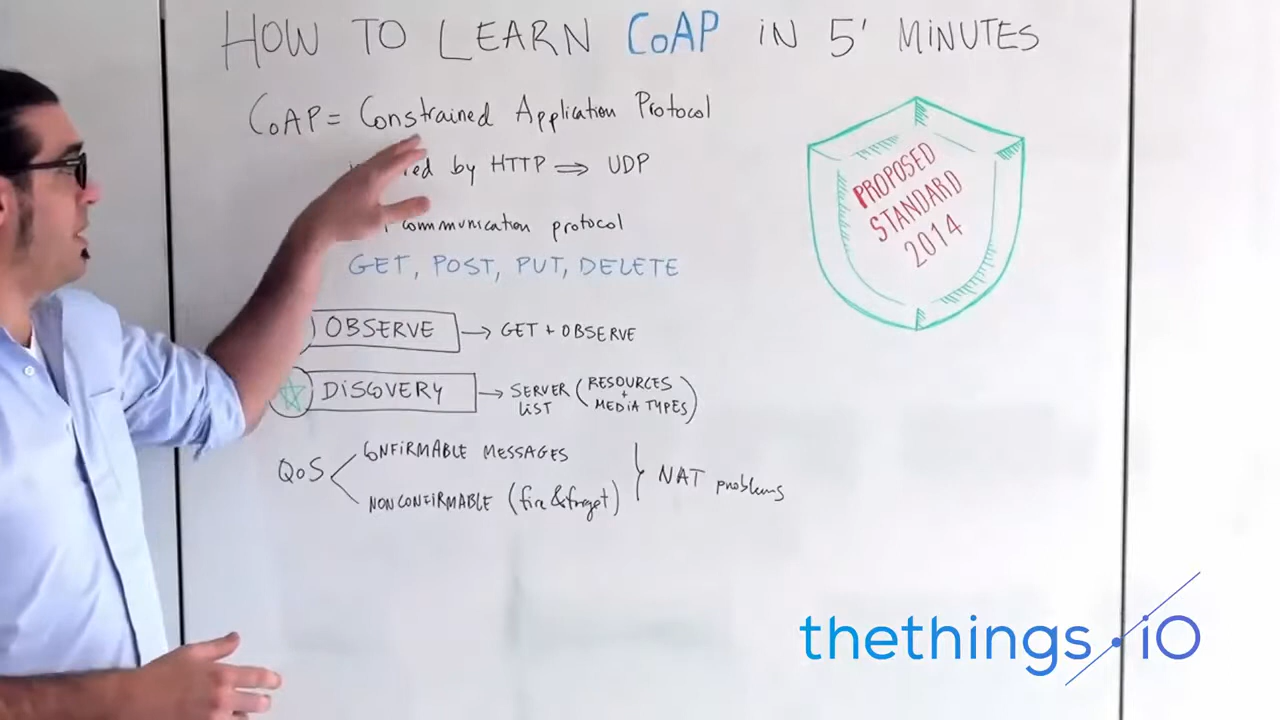 HOW TO LEARN CoAP iN 5' MiNUTES
CoAP = Constrained Application Protocol
by HTTP ⇒ UDP
communication protocol
GET, POST, PUT, DELETE
OBSERVE → GET + OBSERVE
DiSCOVERY → SERVER LiST (RESOURCES + MEDiA TYPES)
QoS
CONFiRMABLE MESSAGES
NONCONFiRMABLE (fire & forget)
} NAT problems
PROPOSED
STANDARD
2014
thethings.iO